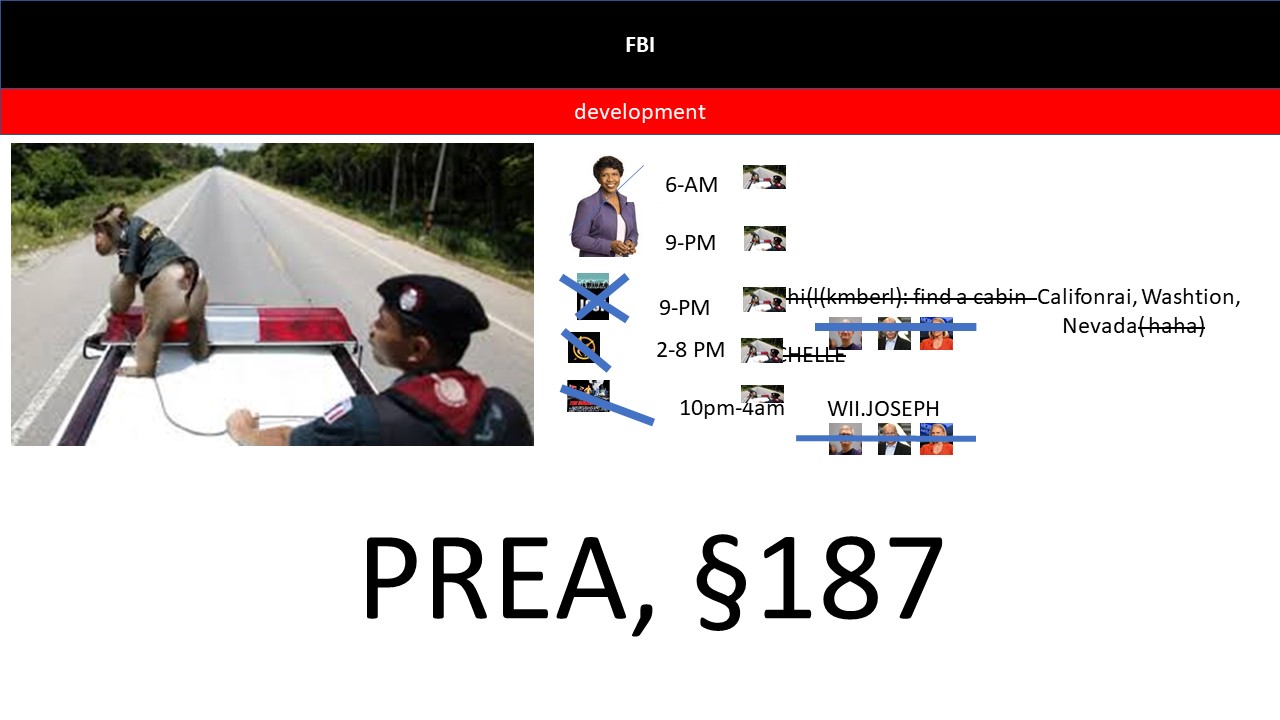 FBI
development
6-AM
9-PM
9-PM
hi(l(kmberl): find a cabin Califonrai, Washtion,
Nevada(haha)
2-8 PM
CHELLE
10pm-4am
WII.JOSEPH
PREA, §187